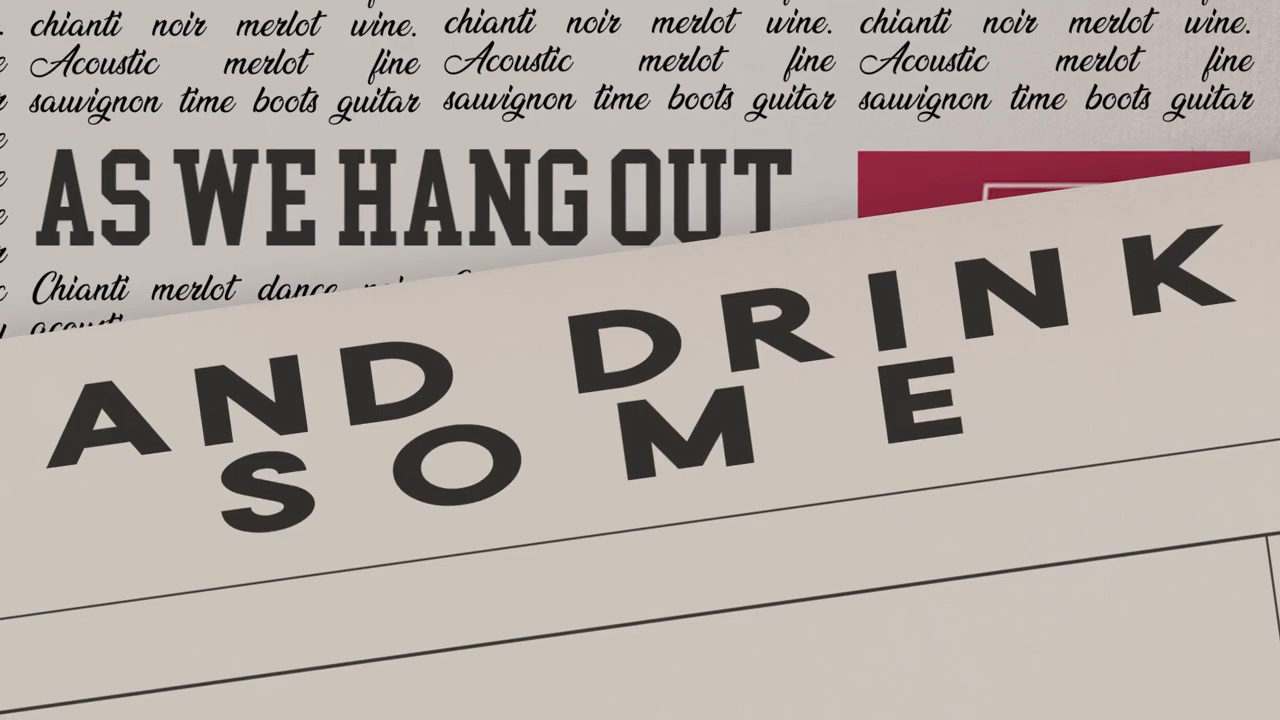 chianti noir merlot wine. chianti noir merlot wine. chianti noir merlot wine.
Acoustic merlot fine Acoustic merlot fine Acoustic merlot fine
sauvignon time boots guitar sauvignon time boots guitar sauvignon time boots guitar
AS WE HANG OUT
Chianti merlot dance
AND DRINK
SOME